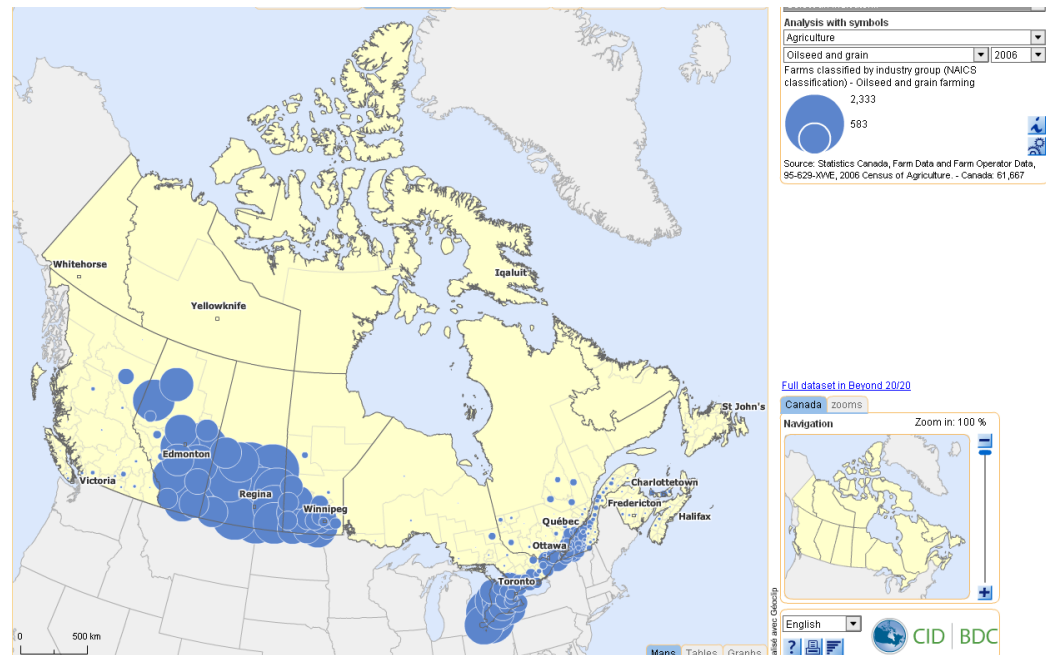 Whitehorse
Yellowknife
Iqaluit
St John's
Edmonton
Victoria
Regina
Winnipeg
Charlottetown
Fredericton
Halifax
Québec
Ottawa
Toronto
0 500 km
Maps Tables Graphs
alisé avec Géoclip
Analysis with symbols
Agriculture
Oilseed and grain 2006
Farms classified by industry group (NAICS
classification) - Oilseed and grain farming
2,333
583
Source: Statistics Canada, Farm Data and Farm Operator Data,
95-629-XWE, 2006 Census of Agriculture. - Canada: 61,667
Full dataset in Beyond 20/20
Canada zooms
Navigation Zoom in: 100 %
English
CID | BDC